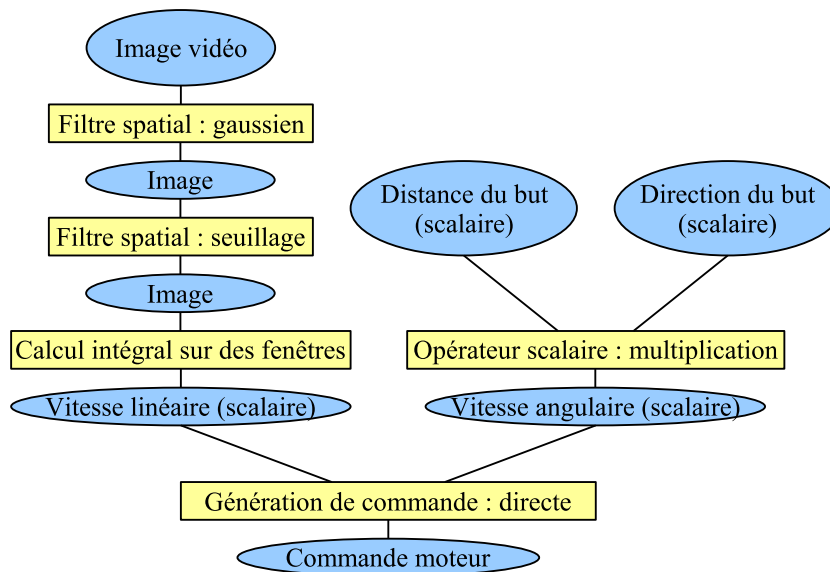 Image vidéo
Filtre spatial : gaussien
Image
Filtre spatial : seuillage
Image
Calcul intégral sur des fenêtres
Vitesse linéaire (scalaire)
Distance du but
(scalaire)
Direction du but
(scalaire)
Opérateur scalaire : multiplication
Vitesse angulaire (scalaire)
Génération de commande : directe
Commande moteur